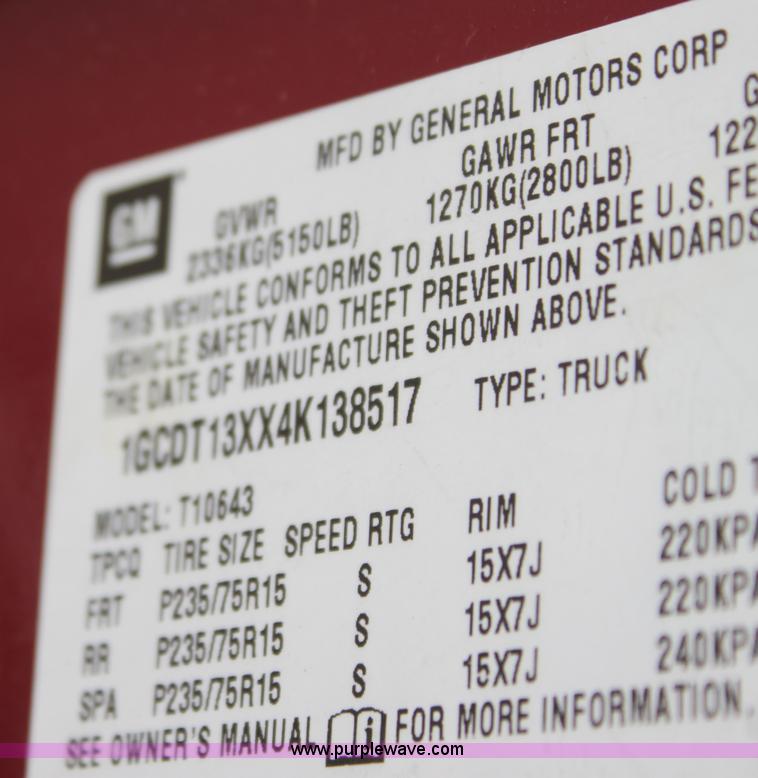 MFD BY GENERAL MOTORS CORP
GM
GVWR GAWR FRT G
2336KG(5150LB) 1270KG(2800LB) 122
THIS VEHICLE CONFORMS TO ALL APPLICABLE U.S. FE
VEHICLE SAFETY AND THEFT PREVENTION STANDARDS
THE DATE OF MANUFACTURE SHOWN ABOVE.
1GCDT13XX4K138517 TYPE: TRUCK
MODEL: T10643
TPCQ TIRE SIZE SPEED RTG RIM COLD T
FRT P235/75R15 S 15X7J 220KPA
RR P235/75R15 S 15X7J 220KPA
SPA P235/75R15 S 15X7J 240KPA
SEE OWNER'S MANUAL i FOR MORE INFORMATION.
www.purplewave.com